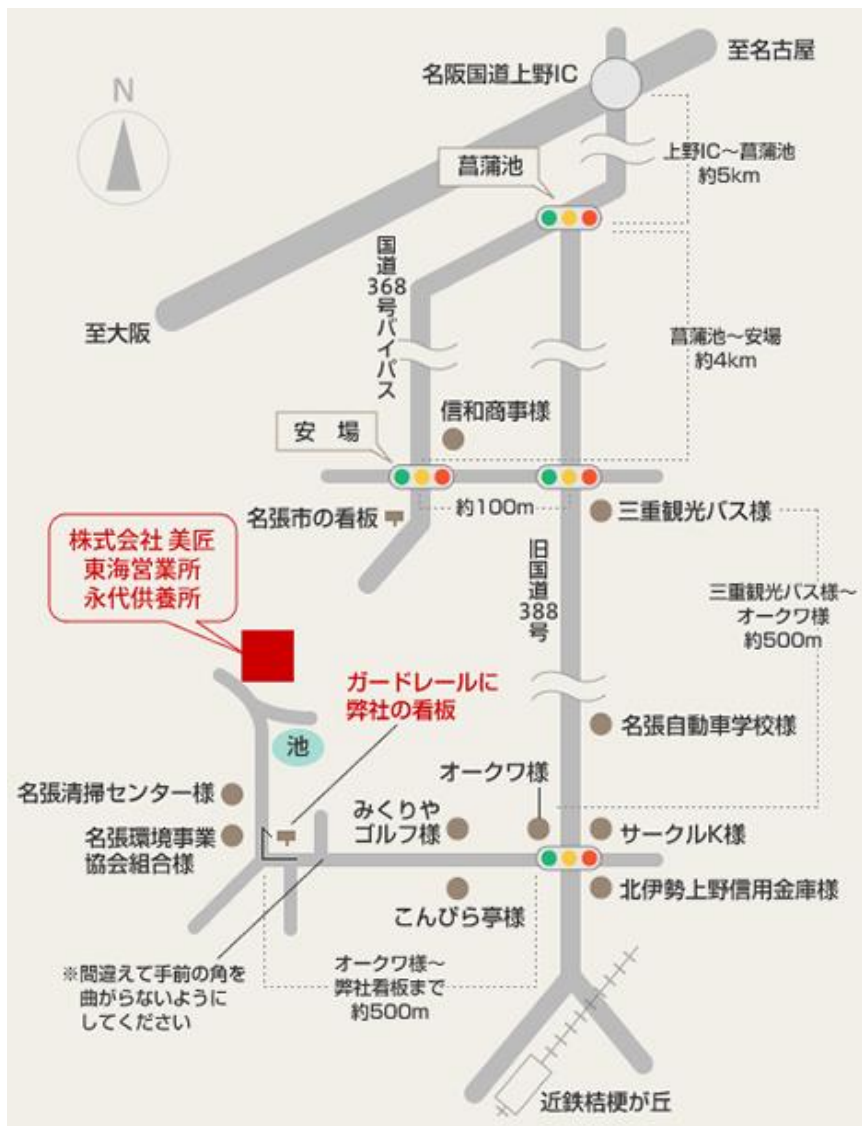 至名古屋
名阪国道上野IC
N
上野IC〜菖蒲池
約5km
菖蒲池
国道368号バイパス
至大阪
菖蒲池〜安場
約4km
信和商事様
安 場
名張市の看板
約100m
三重観光バス様
株式会社 美匠
東海営業所
永代供養所
旧国道388号
三重観光バス様〜
オークワ様
約500m
ガードレールに
弊社の看板
名張自動車学校様
池
オークワ様
名張清掃センター様
みくりや
ゴルフ様
サークルK様
名張環境事業
協会組合様
北伊勢上野信用金庫様
こんぴら亭様
※間違えて手前の角を
曲がらないように
してください
オークワ様〜
弊社看板まで
約500m
近鉄桔梗が丘